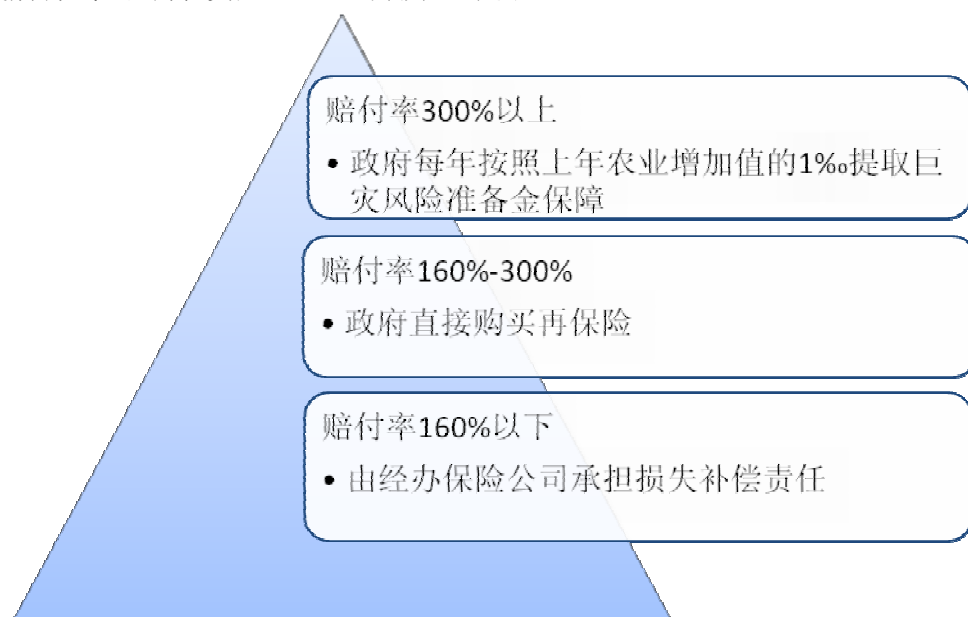 赔付率300%以上
• 政府每年按照上年农业增加值的1‰提取巨
灾风险准备金保障
赔付率160%-300%
• 政府直接购买再保险
赔付率160%以下
• 由经办保险公司承担损失补偿责任